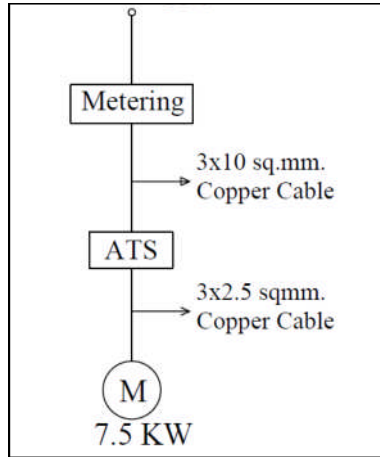 Metering
3x10 sq.mm.
Copper Cable
ATS
3x2.5 sqmm.
Copper Cable
M
7.5 KW